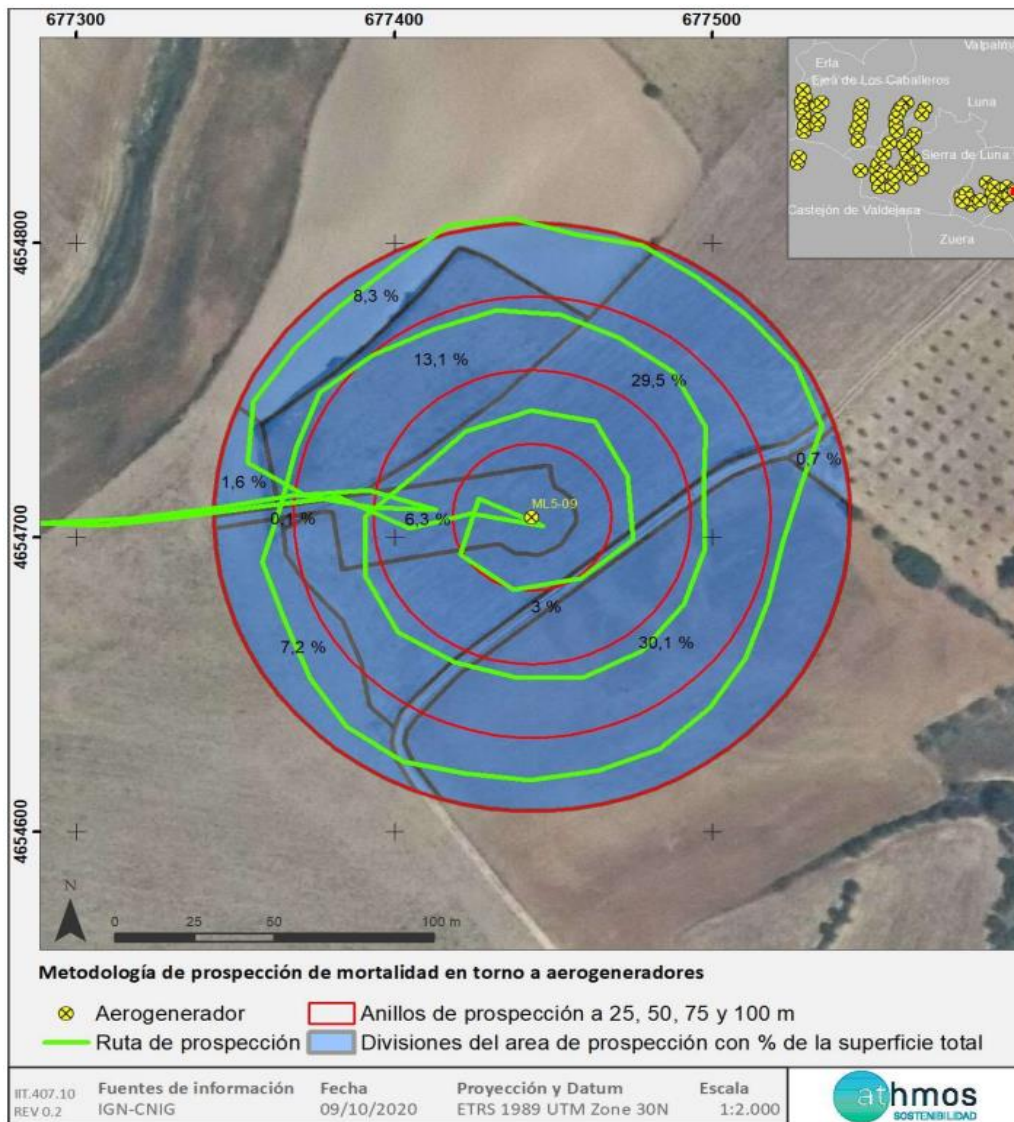 677300 677400 677500
Valpalma
Erla
Ejea de Los Caballeros
Luna
Sierra de Luna
Castejón de Valdejasa
Zuera
4654800
4654700
4654600
8,3 %
13,1 %
29,5 %
0,7 %
1,6 %
ML5-09
0,1 %
6,3 %
3 %
7,2 %
30,1 %
N
0 25 50 100 m
Metodología de prospección de mortalidad en torno a aerogeneradores
Aerogenerador
Anillos de prospección a 25, 50, 75 y 100 m
Ruta de prospección
Divisiones del area de prospección con % de la superficie total
IIT.407.10
REV 0.2
Fuentes de información
IGN-CNIG
Fecha
09/10/2020
Proyección y Datum
ETRS 1989 UTM Zone 30N
Escala
1:2.000
athmos
SOSTENIBILIDAD